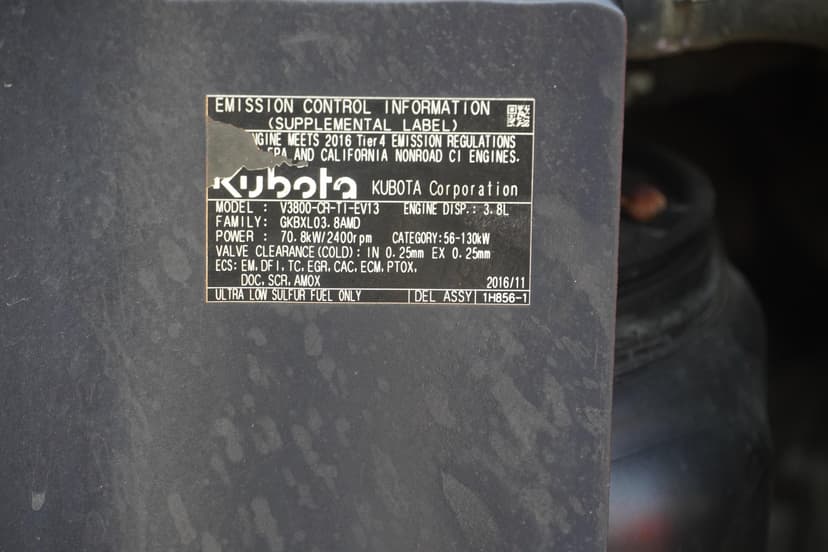 EMISSION CONTROL INFORMATION
(SUPPLEMENTAL LABEL)
MEETS 2016 Tier4 EMISSION REGULATIONS
EPA AND CALIFORNIA NONROAD CI ENGINES.
Kubota KUBOTA Corporation
MODEL : V3800-CR-TI-EV13 ENGINE DISP.: 3.8L
FAMILY: GKBXL03.8AMD
POWER : 70.8kW/2400rpm CATEGORY:56-130kW
VALVE CLEARANCE(COLD): IN 0.25mm EX 0.25mm
ECS: EM, DFI, TC, EGR, CAC, ECM, PTOX,
DOC, SCR, AMOX 2016/11
ULTRA LOW SULFUR FUEL ONLY DEL ASSY 1H856-1